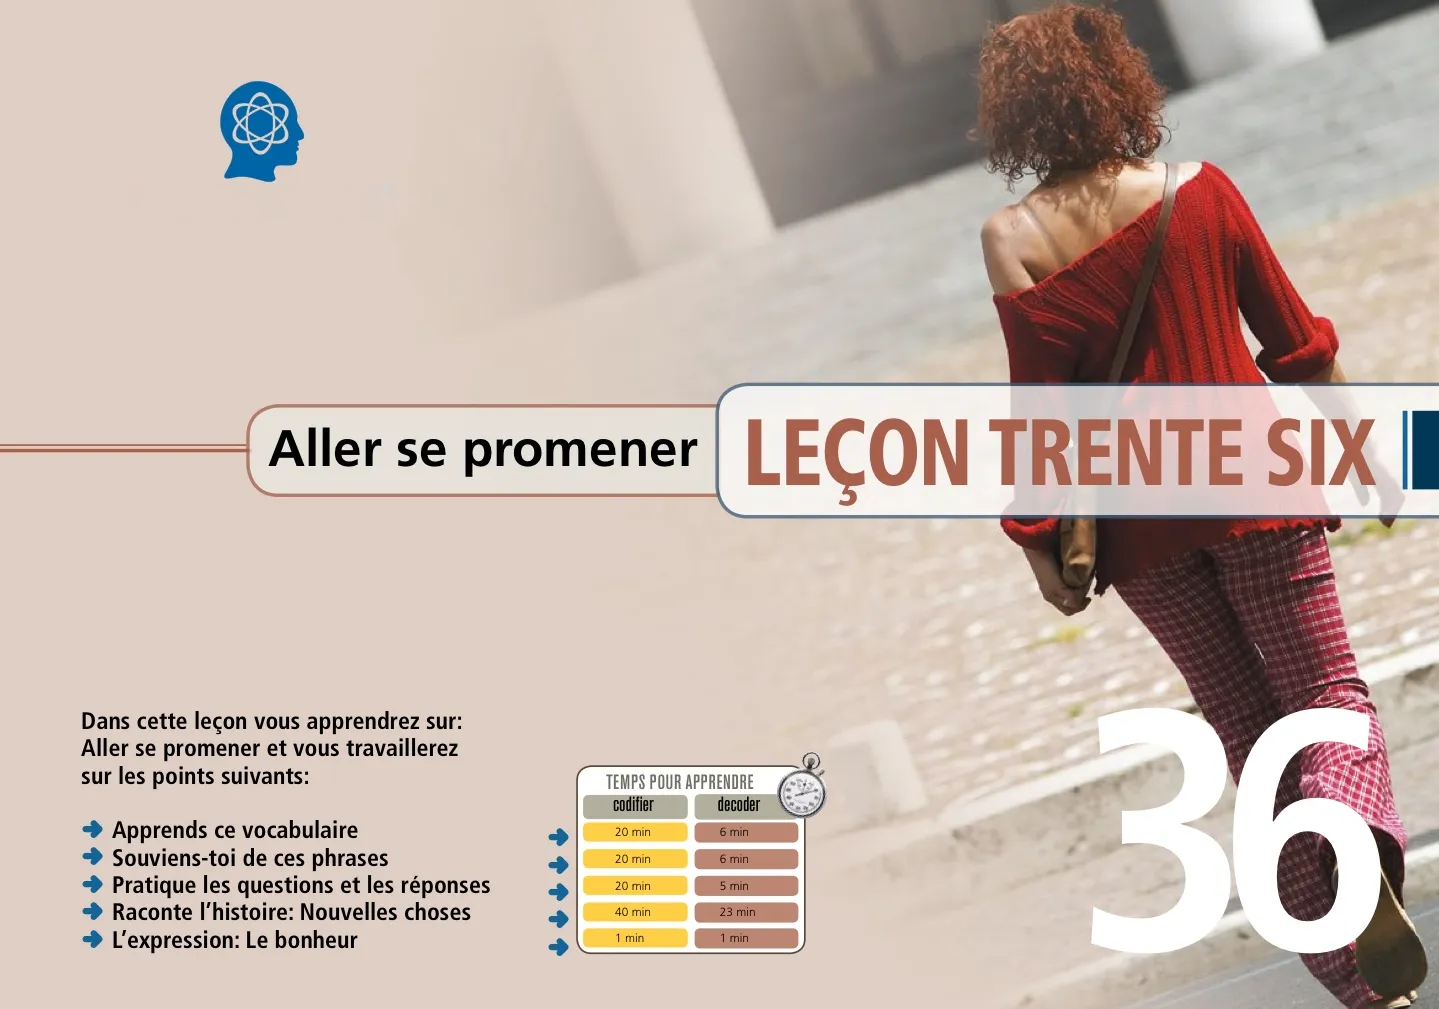 Aller se promener
LEÇON TRENTE SIX
Dans cette leçon vous apprendrez sur:
Aller se promener et vous travaillerez
sur les points suivants:
Apprends ce vocabulaire
Souviens-toi de ces phrases
Pratique les questions et les réponses
Raconte l’histoire: Nouvelles choses
L’expression: Le bonheur
TEMPS POUR APPRENDRE
codifier decoder
20 min 6 min
20 min 6 min
20 min 5 min
40 min 23 min
1 min 1 min
36